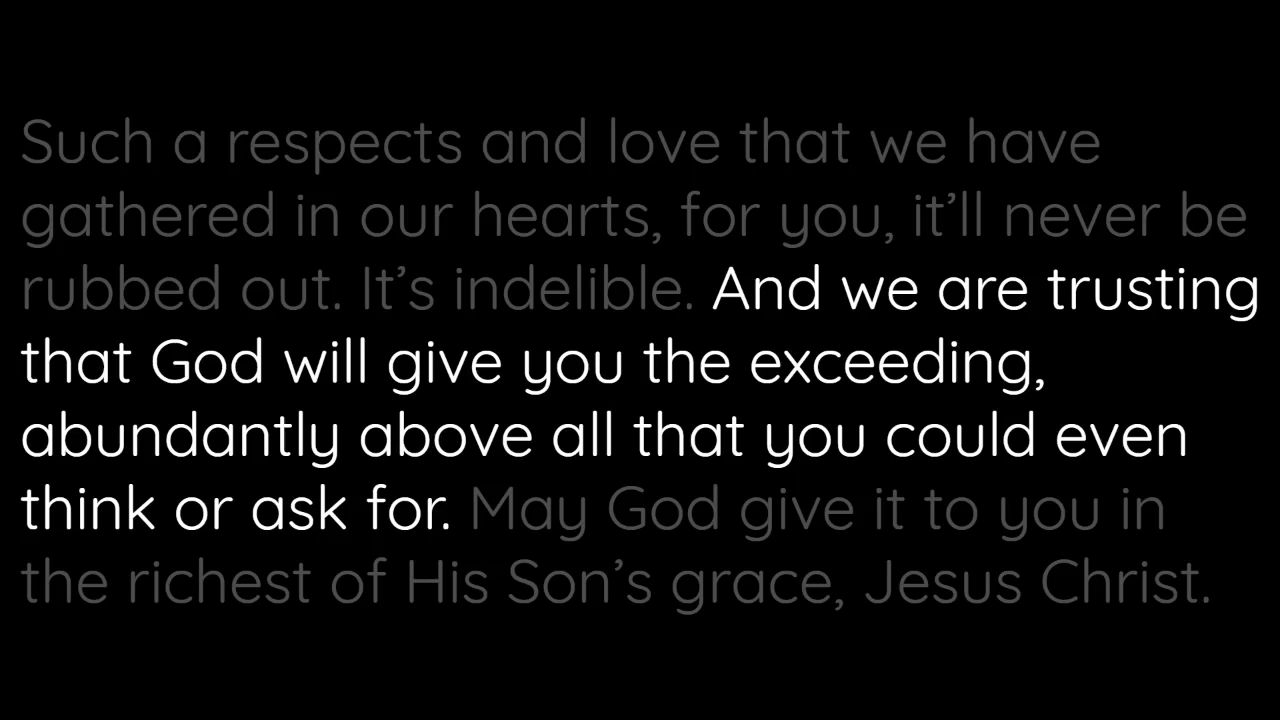 Such a respects and love that we have
gathered in our hearts, for you, it’ll never be
rubbed out. It’s indelible. And we are trusting
that God will give you the exceeding,
abundantly above all that you could even
think or ask for. May God give it to you in
the richest of His Son’s grace, Jesus Christ.